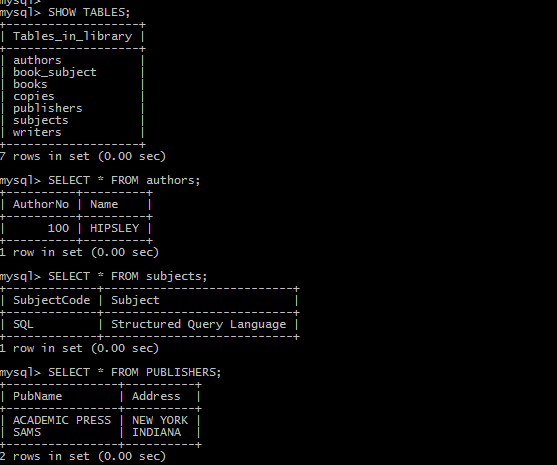 mysql>
mysql> SHOW TABLES;
+-------------------+
| Tables_in_library |
+-------------------+
| authors           |
| book_subject      |
| books             |
| copies            |
| publishers        |
| subjects          |
| writers           |
+-------------------+
7 rows in set (0.00 sec)

mysql> SELECT * FROM authors;
+----------+---------+
| AuthorNo | Name    |
+----------+---------+
|      100 | HIPSLEY |
+----------+---------+
1 row in set (0.00 sec)

mysql> SELECT * FROM subjects;
+-------------+---------------------------+
| SubjectCode | Subject                   |
+-------------+---------------------------+
| SQL         | Structured Query Language |
+-------------+---------------------------+
1 row in set (0.00 sec)

mysql> SELECT * FROM PUBLISHERS;
+----------------+----------+
| PubName        | Address  |
+----------------+----------+
| ACADEMIC PRESS | NEW YORK |
| SAMS           | INDIANA  |
+----------------+----------+
2 rows in set (0.00 sec)